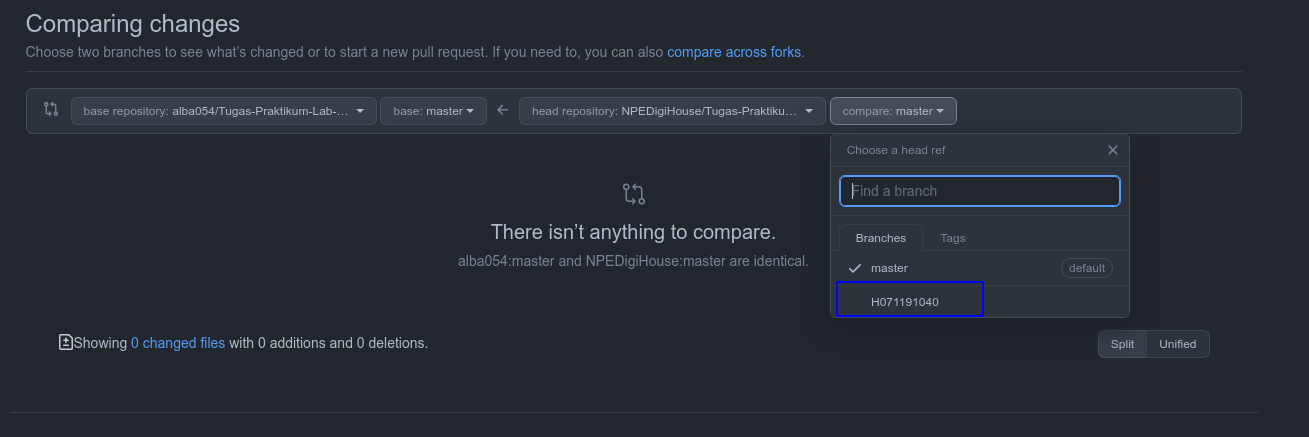 Comparing changes
Choose two branches to see what's changed or to start a new pull request. If you need to, you can also compare across forks.
base repository: alba054/Tugas-Praktikum-Lab-... base: master head repository: NPEDigiHouse/Tugas-Praktiku... compare: master
Choose a head ref
Find a branch
Branches Tags
master default
H071191040
There isn't anything to compare.
alba054:master and NPEDigiHouse:master are identical.
Showing 0 changed files with 0 additions and 0 deletions.
Split Unified